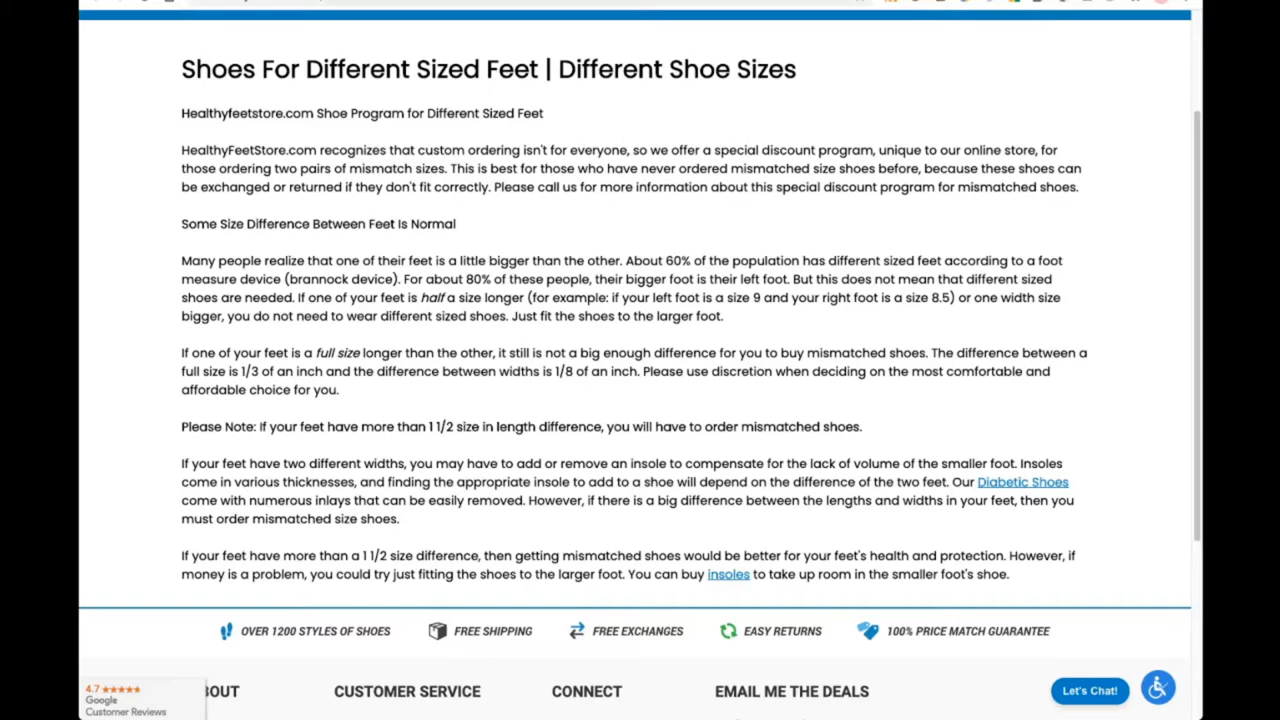 Shoes For Different Sized Feet | Different Shoe Sizes
Healthyfeetstore.com Shoe Program for Different Sized Feet
HealthyFeetStore.com recognizes that custom ordering isn't for everyone, so we offer a special discount program, unique to our online store, for
those ordering two pairs of mismatch sizes. This is best for those who have never ordered mismatched size shoes before, because these shoes can
be exchanged or returned if they don't fit correctly. Please call us for more information about this special discount program for mismatched shoes.
Some Size Difference Between Feet Is Normal
Many people realize that one of their feet is a little bigger than the other. About 60% of the population has different sized feet according to a foot
measure device (brannock device). For about 80% of these people, their bigger foot is their left foot. But this does not mean that different sized
shoes are needed. If one of your feet is half a size longer (for example: if your left foot is a size 9 and your right foot is a size 8.5) or one width size
bigger, you do not need to wear different sized shoes. Just fit the shoes to the larger foot.
If one of your feet is a full size longer than the other, it still is not a big enough difference for you to buy mismatched shoes. The difference between a
full size is 1/3 of an inch and the difference between widths is 1/8 of an inch. Please use discretion when deciding on the most comfortable and
affordable choice for you.
Please Note: If your feet have more than 1 1/2 size in length difference, you will have to order mismatched shoes.
If your feet have two different widths, you may have to add or remove an insole to compensate for the lack of volume of the smaller foot. Insoles
come in various thicknesses, and finding the appropriate insole to add to a shoe will depend on the difference of the two feet. Our Diabetic Shoes
come with numerous inlays that can be easily removed. However, if there is a big difference between the lengths and widths in your feet, then you
must order mismatched size shoes.
If your feet have more than a 1 1/2 size difference, then getting mismatched shoes would be better for your feet's health and protection. However, if
money is a problem, you could try just fitting the shoes to the larger foot. You can buy insoles to take up room in the smaller foot's shoe.
OVER 1200 STYLES OF SHOES FREE SHIPPING FREE EXCHANGES EASY RETURNS 100% PRICE MATCH GUARANTEE
BOUT CUSTOMER SERVICE CONNECT EMAIL ME THE DEALS
4.7
Google
Customer Reviews
Let's Chat!